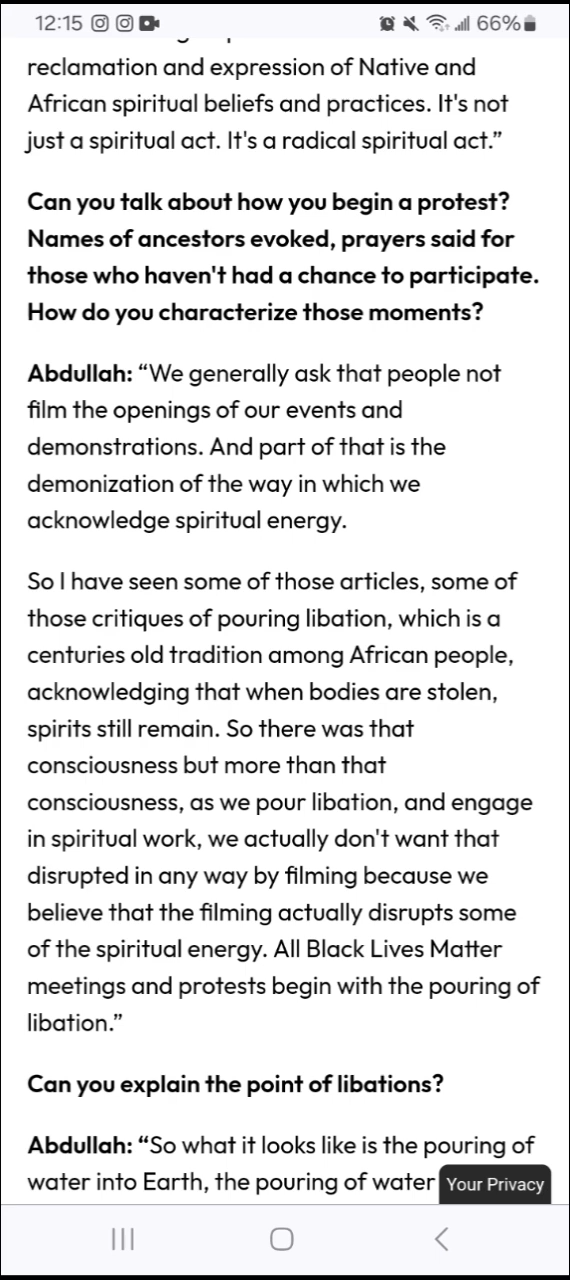 12:15 66%
reclamation and expression of Native and
African spiritual beliefs and practices. It's not
just a spiritual act. It's a radical spiritual act.”
Can you talk about how you begin a protest?
Names of ancestors evoked, prayers said for
those who haven't had a chance to participate.
How do you characterize those moments?
Abdullah: “We generally ask that people not
film the openings of our events and
demonstrations. And part of that is the
demonization of the way in which we
acknowledge spiritual energy.
So I have seen some of those articles, some of
those critiques of pouring libation, which is a
centuries old tradition among African people,
acknowledging that when bodies are stolen,
spirits still remain. So there was that
consciousness but more than that
consciousness, as we pour libation, and engage
in spiritual work, we actually don't want that
disrupted in any way by filming because we
believe that the filming actually disrupts some
of the spiritual energy. All Black Lives Matter
meetings and protests begin with the pouring of
libation.”
Can you explain the point of libations?
Abdullah: “So what it looks like is the pouring of
water into Earth, the pouring of water
Your Privacy